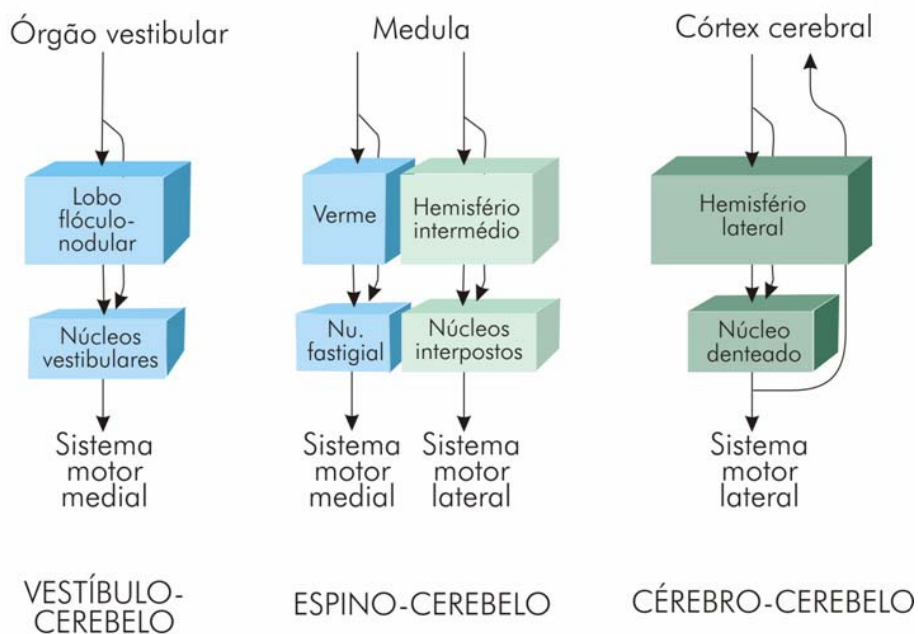 Órgão vestibular
Lobo
flóculo-
nodular
Núcleos
vestibulares
Sistema
motor
medial
VESTÍBULO-
CEREBELO
Medula
Verme
Hemisfério
intermédio
Nu.
fastigial
Núcleos
interpostos
Sistema
motor
medial
Sistema
motor
lateral
ESPINO-CEREBELO
Córtex cerebral
Hemisfério
lateral
Núcleo
denteado
Sistema
motor
lateral
CÉREBRO-CEREBELO